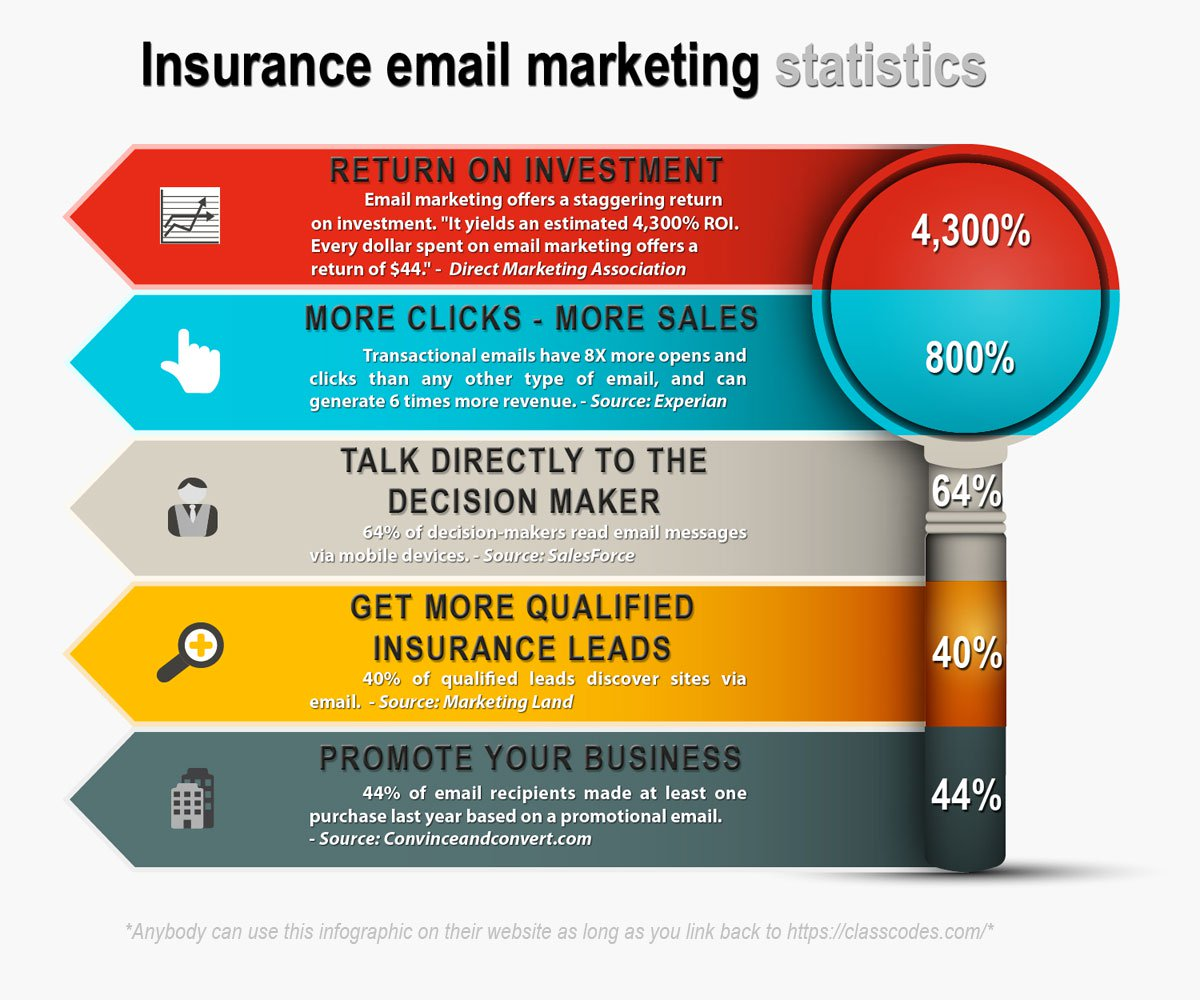 Insurance email marketing statistics
RETURN ON INVESTMENT
Email marketing offers a staggering return
on investment. "It yields an estimated 4,300% ROI.
Every dollar spent on email marketing offers a
return of $44." - Direct Marketing Association
4,300%
MORE CLICKS - MORE SALES
Transactional emails have 8X more opens and
clicks than any other type of email, and can
generate 6 times more revenue. - Source: Experian
800%
TALK DIRECTLY TO THE
DECISION MAKER
64% of decision-makers read email messages
via mobile devices. - Source: SalesForce
64%
GET MORE QUALIFIED
INSURANCE LEADS
40% of qualified leads discover sites via
email. - Source: Marketing Land
40%
PROMOTE YOUR BUSINESS
44% of email recipients made at least one
purchase last year based on a promotional email.
- Source: Convinceandconvert.com
44%
*Anybody can use this infographic on their website as long as you link back to https://classcodes.com/*